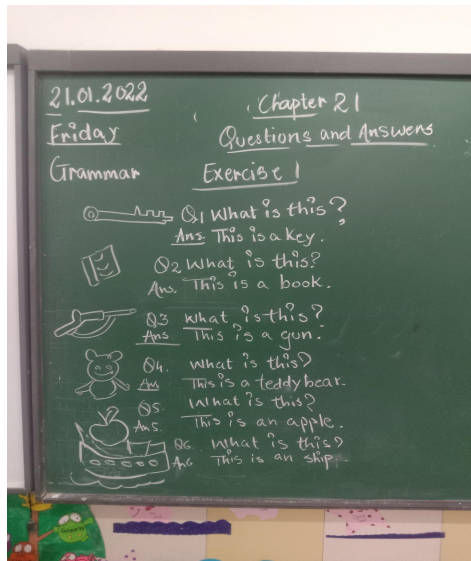 21.01.2022
Chapter 21
Friday
Questions and Answers
Grammar
Exercise 1
Q1 What is this?
Ans. This is a key.
Q2 What is this?
Ans. This is a book.
Q3 What is this?
Ans This is a gun.
Q4. What is this?
Ans This is a teddy bear.
Q5. What is this?
Ans. This is an apple.
Q6. What is this?
Ans This is an ship.